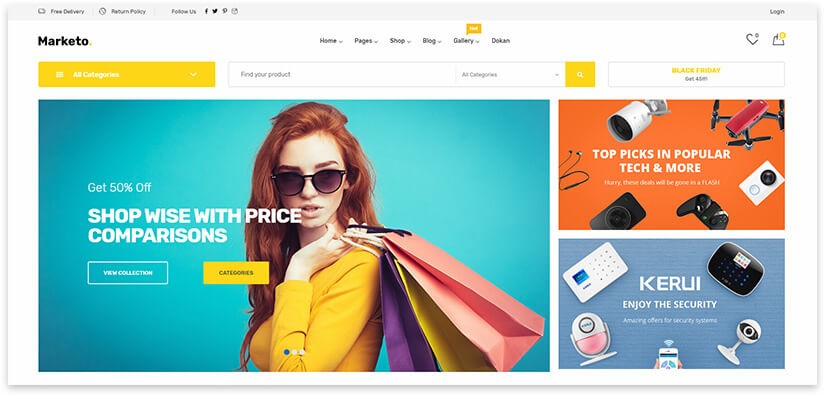 Free Delivery
Return Policy
Follow Us
Login
Marketo.
Home
Pages
Shop
Blog
Hot
Gallery
Dokan
0
0
All Categories
Find your product
All Categories
BLACK FRIDAY
Get 45ff!
Get 50% Off
SHOP WISE WITH PRICE
COMPARISONS
VIEW COLLECTION
CATEGORIES
TOP PICKS IN POPULAR
TECH & MORE
Hurry, these deals will be gone in a FLASH
KERUI
ENJOY THE SECURITY
Amazing offers for security systems
KERUI